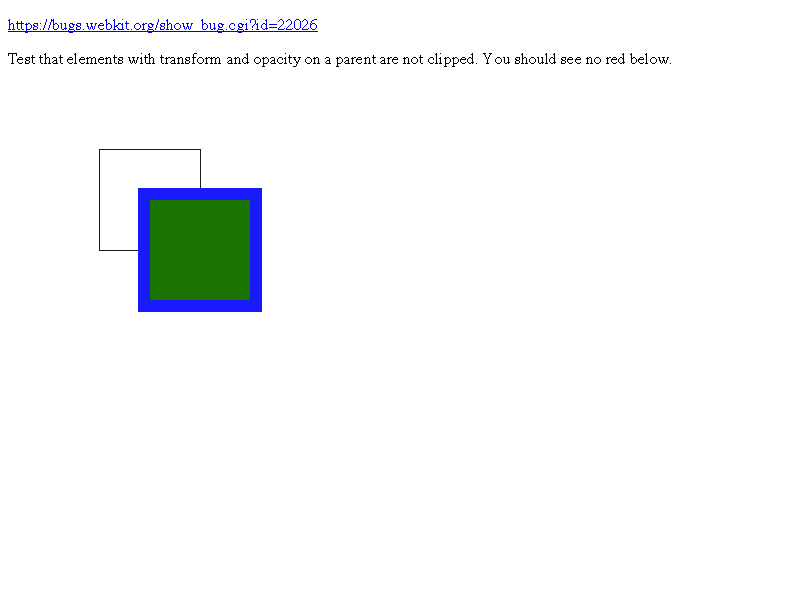 https://bugs.webkit.org/show_bug.cgi?id=22026
Test that elements with transform and opacity on a parent are not clipped. You should see no red below.